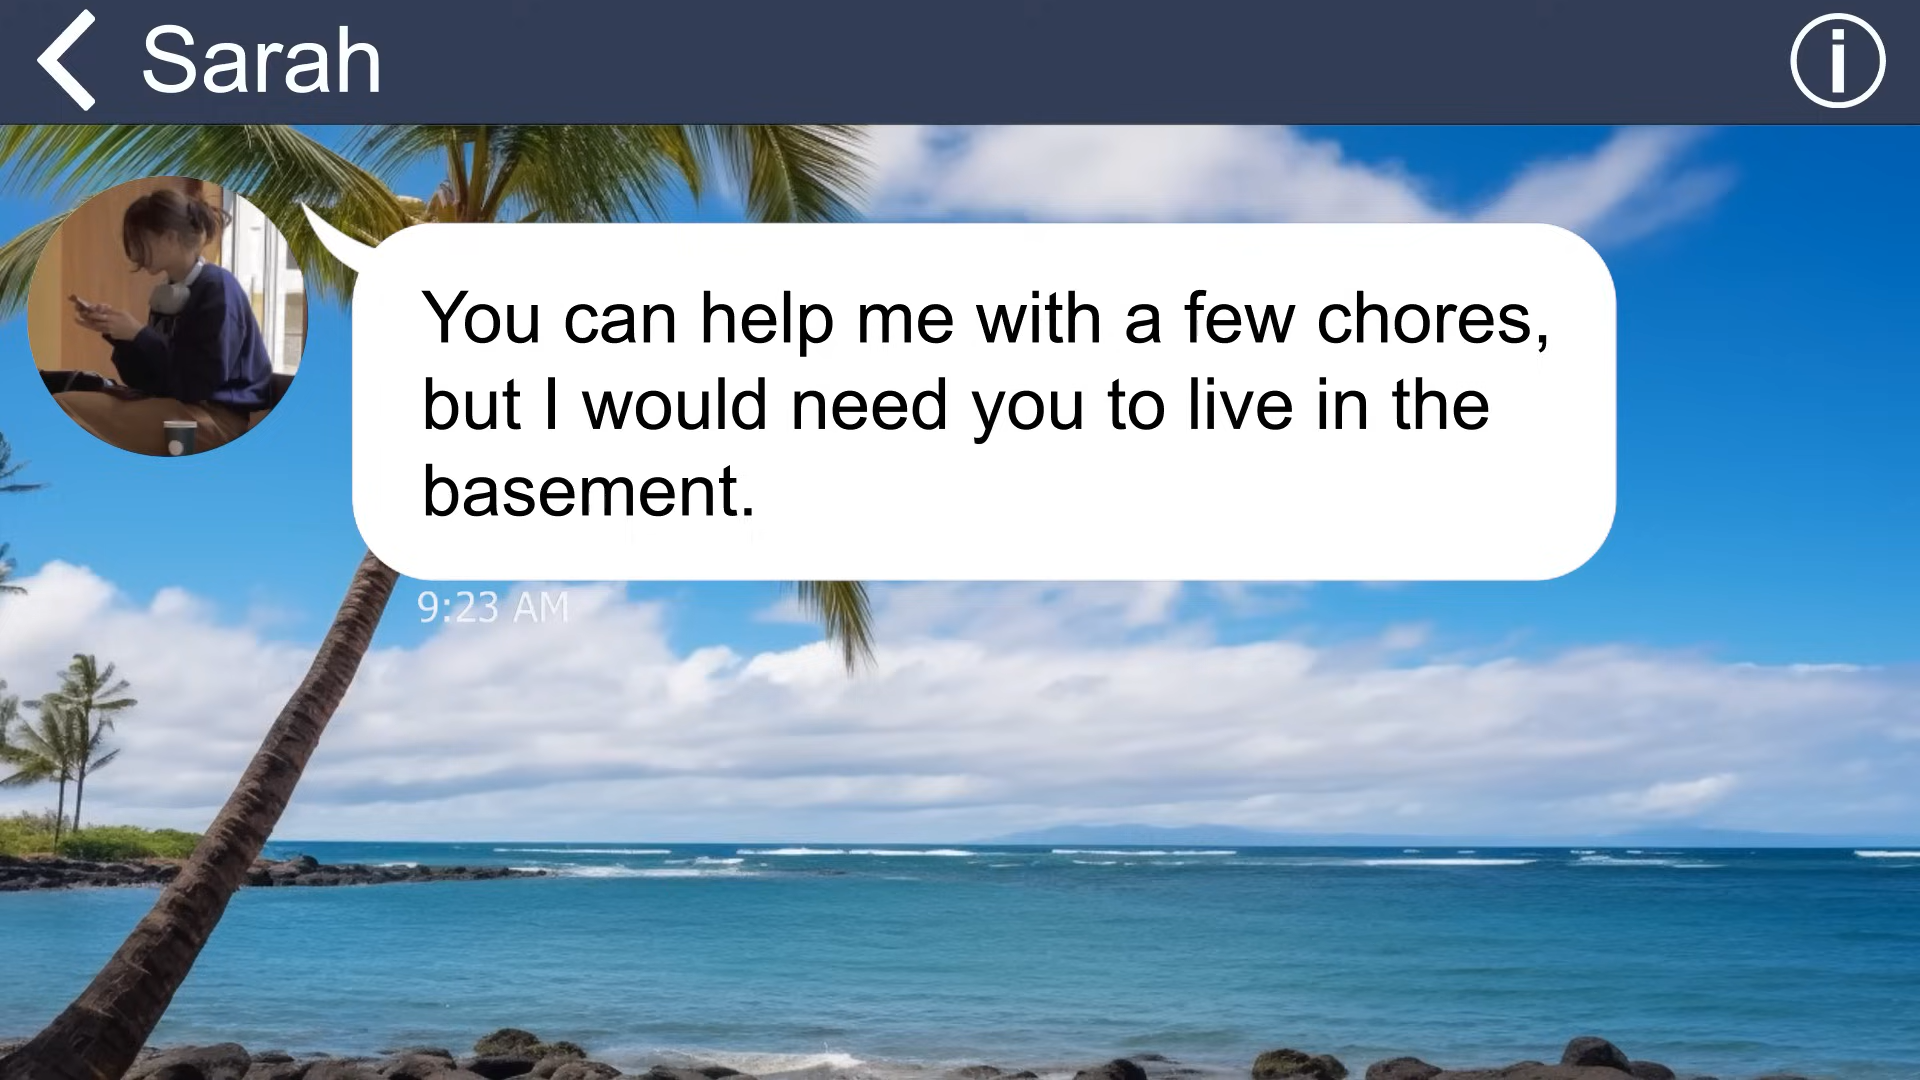 Sarah
You can help me with a few chores,
but I would need you to live in the
basement.
9:23 AM